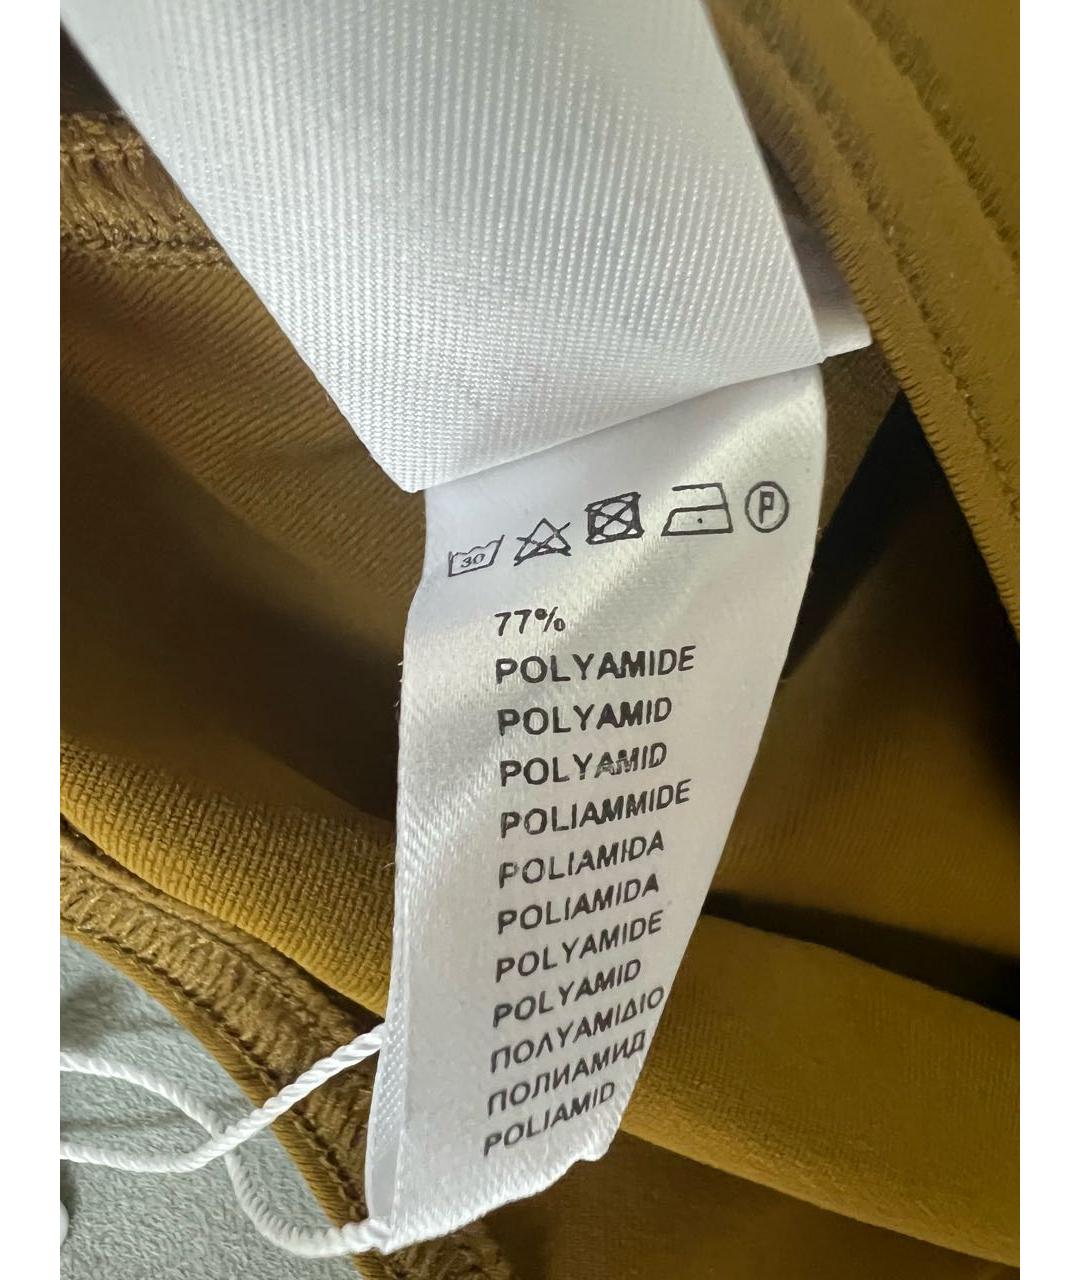 30 P
77%
POLYAMIDE
POLYAMID
POLYAMID
POLIAMMIDE
POLIAMIDA
POLIAMIDA
POLYAMIDE
POLYAMID
ΠΟΛΥΑΜΙΔΙΟ
ПОЛИАМИД
POLIAMID